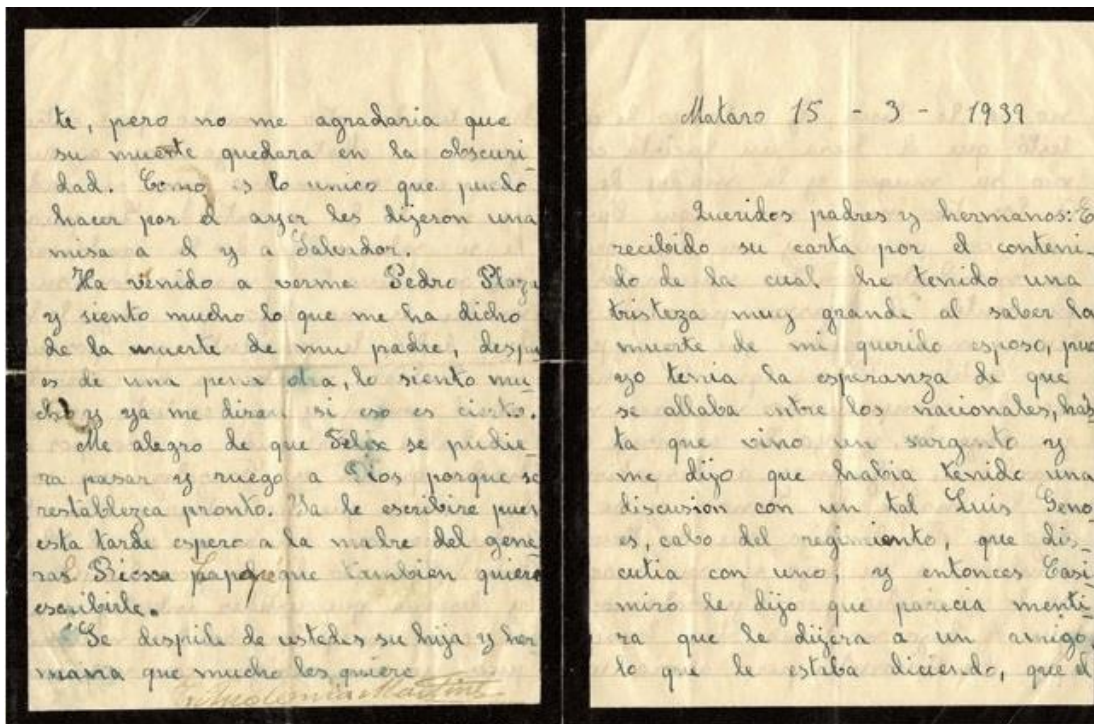 te, pero no me agradaria que
su muerte quedara en la obscuri_
dad. Como es lo unico que puedo
hacer por el ayer les dijeron una
misa a el y a Salvador.
Ha venido a verme Pedro Plaza
y siento mucho lo que me ha dicho
de la muerte de mu padre, despu
es de una pena otra, lo siento mu_
cho y ya me diran si eso es cierto.
Me alegro de que Felix se pudie_
ra pasar y ruego a Dios porque se
restablezca pronto. Ya le escribire pues
esta tarde espero a la madre del gene
que tambien quiere
escribirle.
Se despide de ustedes su hija y her
mana que mucho les quiere
Mataro 15 - 3 - 1939
Queridos padres y hermanos: E
recibido su carta por el conteni_
do de la cual he tenido una
tristeza muy grande al saber la
muerte de mi querido esposo, pue
yo tenia la esperanza de que
se allaba entre los nacionales, has
ta que vino un sargento y
me dijo que habia tenido una
discusion con un tal Luis Geno
es, cabo del regimiento, que dis_
cutia con uno, y entonces Casi
miro le dijo que parecia menti_
ra que le dijera a un amigo,
lo que le estaba diciendo, que el